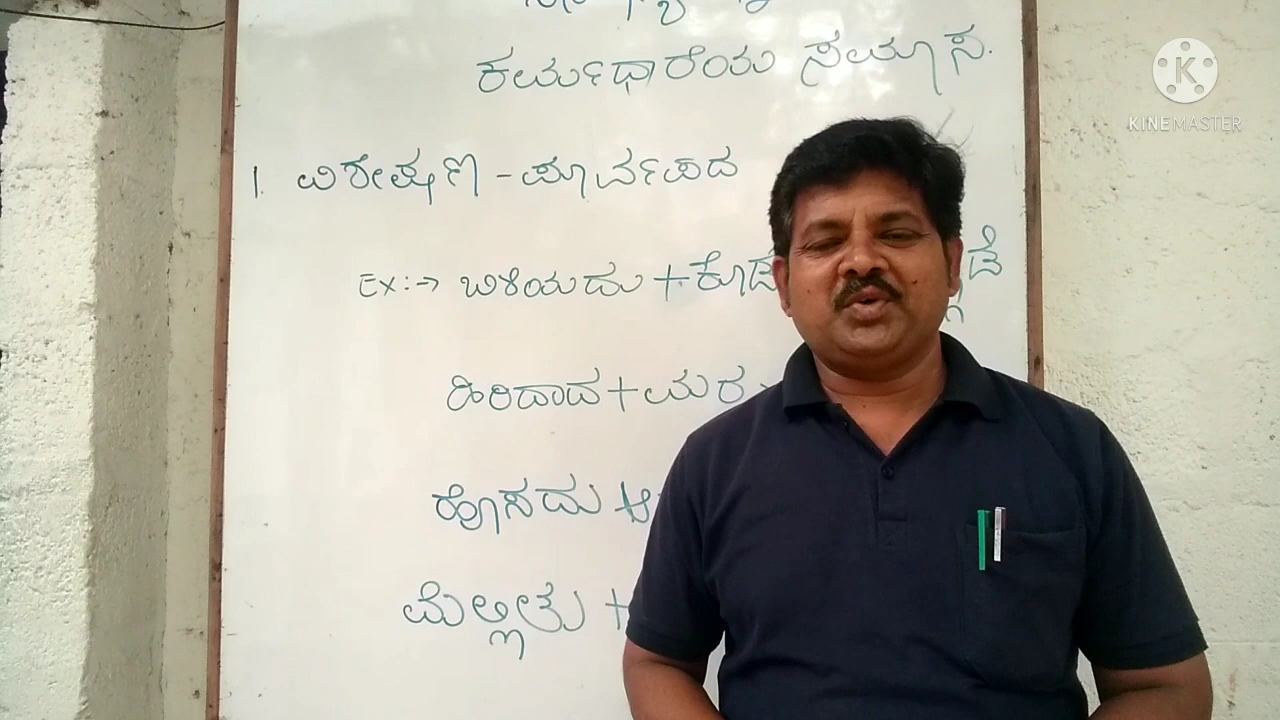 ಕರ್ಮಧಾರೆಯ ಸಮಾಸ.
1. ವಿಶೇಷಣ - ಪೂರ್ವಪದ
Ex:→ ಬಿಳಿಯದು + ಕೊಡೆ
ಹಿರಿದಾದ + ಮರ
ಹೊಸದು +
ಮೆಲ್ಲಿತು +
KINEMASTER